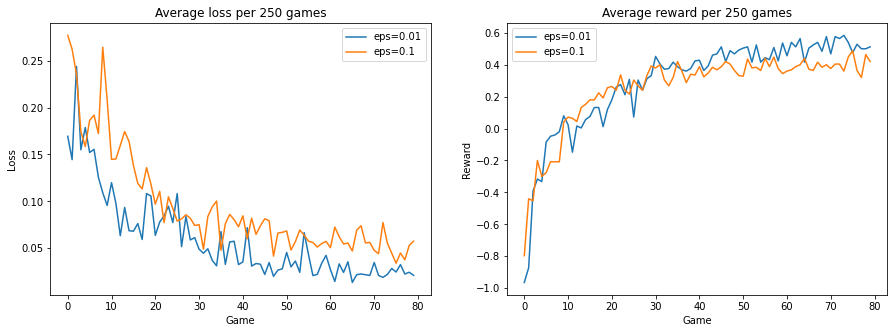 Average loss per 250 games
eps=0.01
eps=0.1
0.25
0.20
0.15
0.10
0.05
Loss
0 10 20 30 40 50 60 70 80
Game
Average reward per 250 games
eps=0.01
eps=0.1
0.6
0.4
0.2
0.0
−0.2
−0.4
−0.6
−0.8
−1.0
Reward
0 10 20 30 40 50 60 70 80
Game